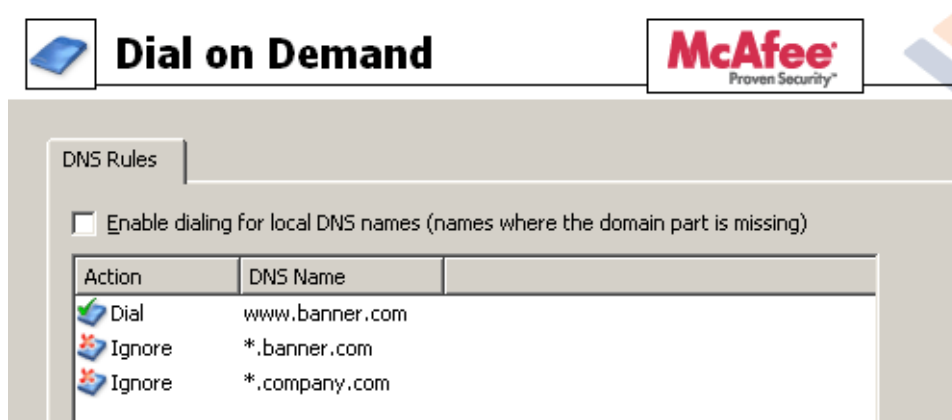 Dial on Demand
McAfee
Proven Security™
DNS Rules
Enable dialing for local DNS names (names where the domain part is missing)
Action DNS Name
Dial www.banner.com
Ignore *.banner.com
Ignore *.company.com